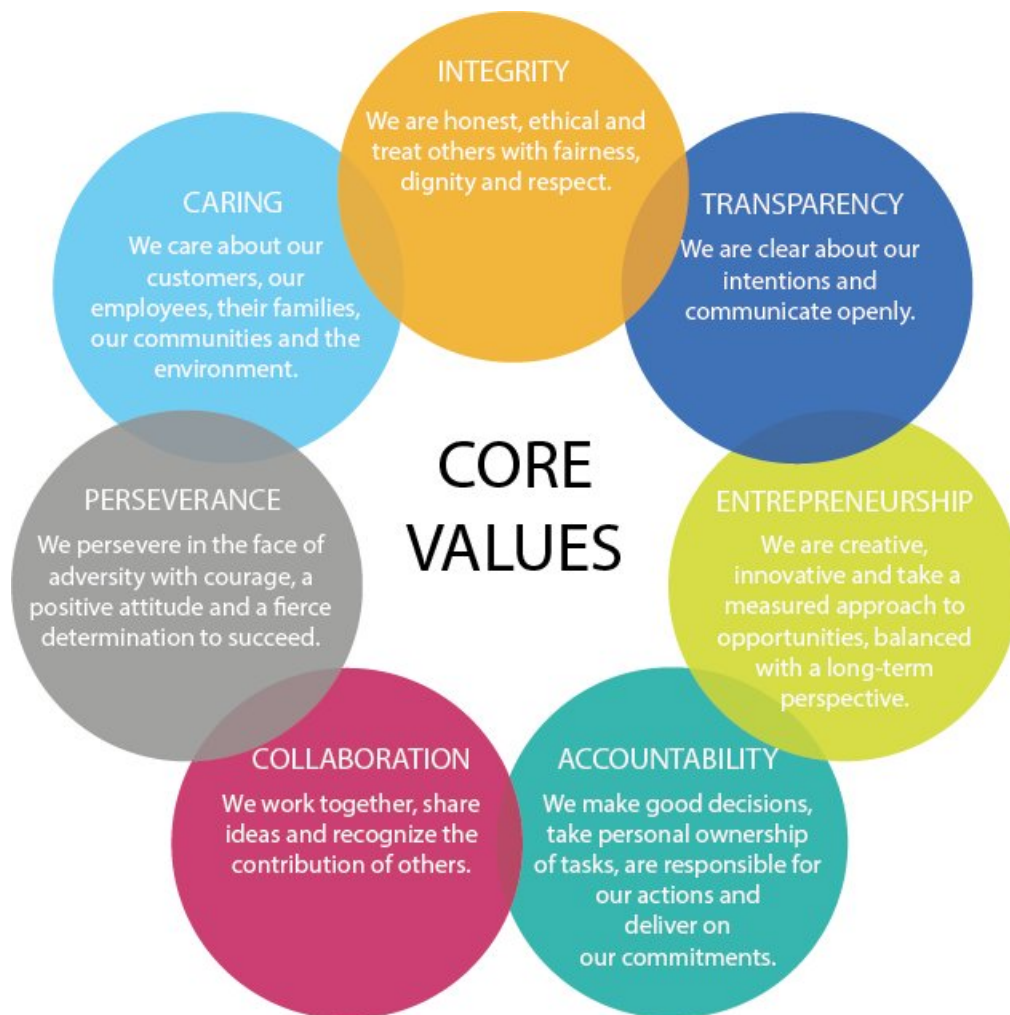 INTEGRITY
We are honest, ethical and
treat others with fairness,
dignity and respect.
TRANSPARENCY
We are clear about our
intentions and
communicate openly.
ENTREPRENEURSHIP
We are creative,
innovative and take a
measured approach to
opportunities, balanced
with a long-term
perspective.
ACCOUNTABILITY
We make good decisions,
take personal ownership
of tasks, are responsible for
our actions and
deliver on
our commitments.
COLLABORATION
We work together, share
ideas and recognize the
contribution of others.
PERSEVERANCE
We persevere in the face of
adversity with courage, a
positive attitude and a fierce
determination to succeed.
CARING
We care about our
customers, our
employees, their families,
our communities and the
environment.
CORE
VALUES